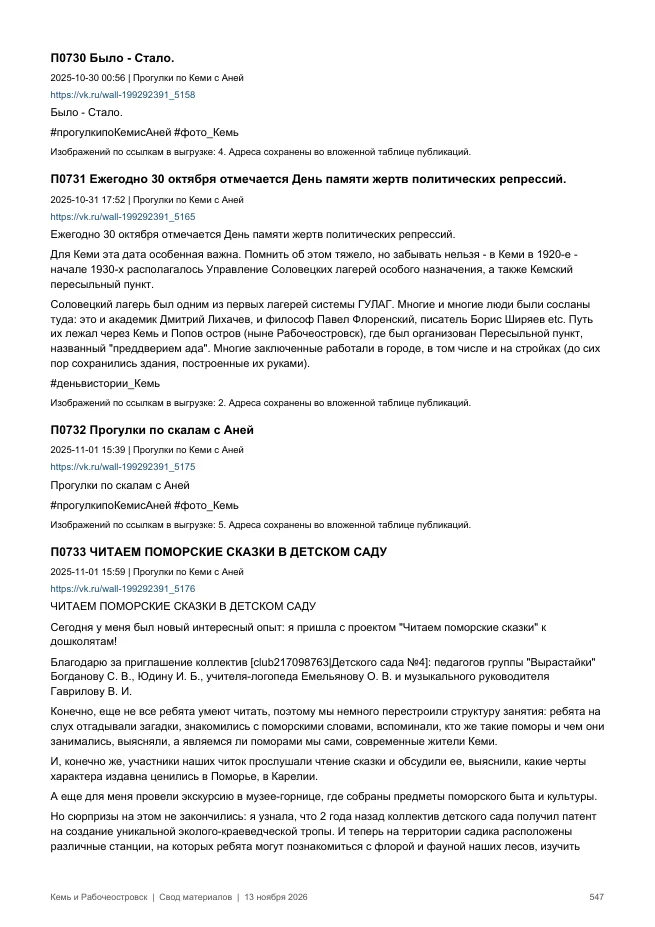 П0730 Было - Стало.
2025-10-30 00:56 | Прогулки по Кеми с Аней
https://vk.ru/wall-199292391_5158
Было - Стало.
#прогулкипоКемисАней #фото_Кемь
Изображений по ссылкам в выгрузке: 4. Адреса сохранены во вложенной таблице публикаций.
П0731 Ежегодно 30 октября отмечается День памяти жертв политических репрессий.
2025-10-31 17:52 | Прогулки по Кеми с Аней
https://vk.ru/wall-199292391_5165
Ежегодно 30 октября отмечается День памяти жертв политических репрессий.
Для Кеми эта дата особенная важна. Помнить об этом тяжело, но забывать нельзя - в Кеми в 1920-е -
начале 1930-х располагалось Управление Соловецких лагерей особого назначения, а также Кемский
пересыльный пункт.
Соловецкий лагерь был одним из первых лагерей системы ГУЛАГ. Многие и многие люди были сосланы
туда: это и академик Дмитрий Лихачев, и философ Павел Флоренский, писатель Борис Ширяев etc. Путь
их лежал через Кемь и Попов остров (ныне Рабочеостровск), где был организован Пересыльной пункт,
названный "преддверием ада". Многие заключенные работали в городе, в том числе и на стройках (до сих
пор сохранились здания, построенные их руками).
#деньвистории_Кемь
Изображений по ссылкам в выгрузке: 2. Адреса сохранены во вложенной таблице публикаций.
П0732 Прогулки по скалам с Аней
2025-11-01 15:39 | Прогулки по Кеми с Аней
https://vk.ru/wall-199292391_5175
Прогулки по скалам с Аней
#прогулкипоКемисАней #фото_Кемь
Изображений по ссылкам в выгрузке: 5. Адреса сохранены во вложенной таблице публикаций.
П0733 ЧИТАЕМ ПОМОРСКИЕ СКАЗКИ В ДЕТСКОМ САДУ
2025-11-01 15:59 | Прогулки по Кеми с Аней
https://vk.ru/wall-199292391_5176
ЧИТАЕМ ПОМОРСКИЕ СКАЗКИ В ДЕТСКОМ САДУ
Сегодня у меня был новый интересный опыт: я пришла с проектом "Читаем поморские сказки" к
дошколятам!
Благодарю за приглашение коллектив [club217098763|Детского сада №4]: педагогов группы "Вырастайки"
Богданову С. В., Юдину И. Б., учителя-логопеда Емельянову О. В. и музыкального руководителя
Гаврилову В. И.
Конечно, еще не все ребята умеют читать, поэтому мы немного перестроили структуру занятия: ребята на
слух отгадывали загадки, знакомились с поморскими словами, вспоминали, кто же такие поморы и чем они
занимались, выясняли, а являемся ли поморами мы сами, современные жители Кеми.
И, конечно же, участники наших читок прослушали чтение сказки и обсудили ее, выяснили, какие черты
характера издавна ценились в Поморье, в Карелии.
А еще для меня провели экскурсию в музее-горнице, где собраны предметы поморского быта и культуры.
Но сюрпризы на этом не закончились: я узнала, что 2 года назад коллектив детского сада получил патент
на создание уникальной эколого-краеведческой тропы. И теперь на территории садика расположены
различные станции, на которых ребята могут познакомиться с флорой и фауной наших лесов, изучить
Кемь и Рабочеостровск | Свод материалов | 13 ноября 2026
547